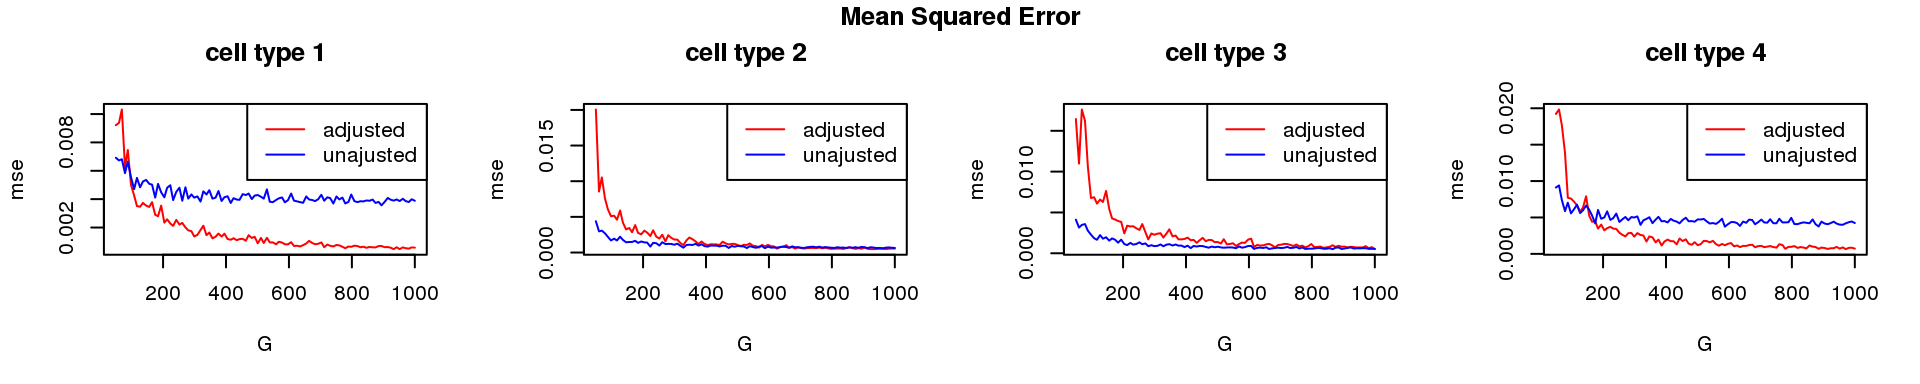 Mean Squared Error
cell type 1
mse
0.002
0.008
adjusted
unajusted
200 400 600 800 1000
G
cell type 2
mse
0.000
0.015
adjusted
unajusted
200 400 600 800 1000
G
cell type 3
mse
0.000
0.010
adjusted
unajusted
200 400 600 800 1000
G
cell type 4
mse
0.000
0.010
0.020
adjusted
unajusted
200 400 600 800 1000
G